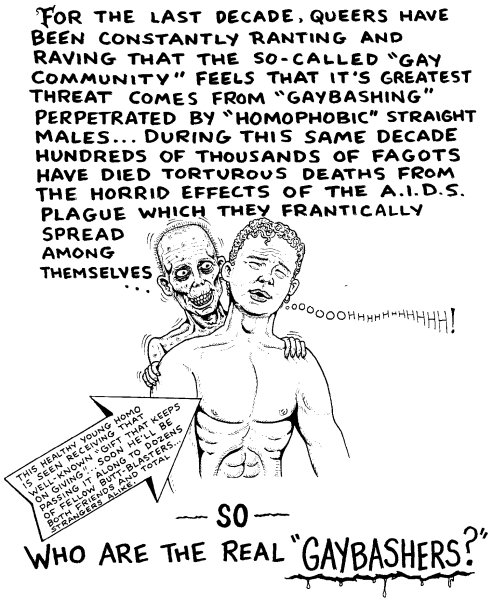 FOR THE LAST DECADE, QUEERS HAVE
BEEN CONSTANTLY RANTING AND
RAVING THAT THE SO-CALLED "GAY
COMMUNITY" FEELS THAT IT'S GREATEST
THREAT COMES FROM "GAYBASHING"
PERPETRATED BY "HOMOPHOBIC" STRAIGHT
MALES... DURING THIS SAME DECADE
HUNDREDS OF THOUSANDS OF FAGOTS
HAVE DIED TORTUROUS DEATHS FROM
THE HORRID EFFECTS OF THE A.I.D.S.
PLAGUE WHICH THEY FRANTICALLY
SPREAD
AMONG
THEMSELVES
...
OOOOOOHHHHHHHHHH!
THIS HEALTHY YOUNG HOMO
IS SEEN RECEIVING THAT
WELL-KNOWN "GIFT THAT KEEPS
ON GIVING"... SOON HE'LL BE
PASSING IT ALONG TO DOZENS
OF FELLOW BUTT-BLASTERS...
BOTH FRIENDS AND TOTAL
STRANGERS ALIKE!
— SO —
WHO ARE THE REAL "GAYBASHERS?"